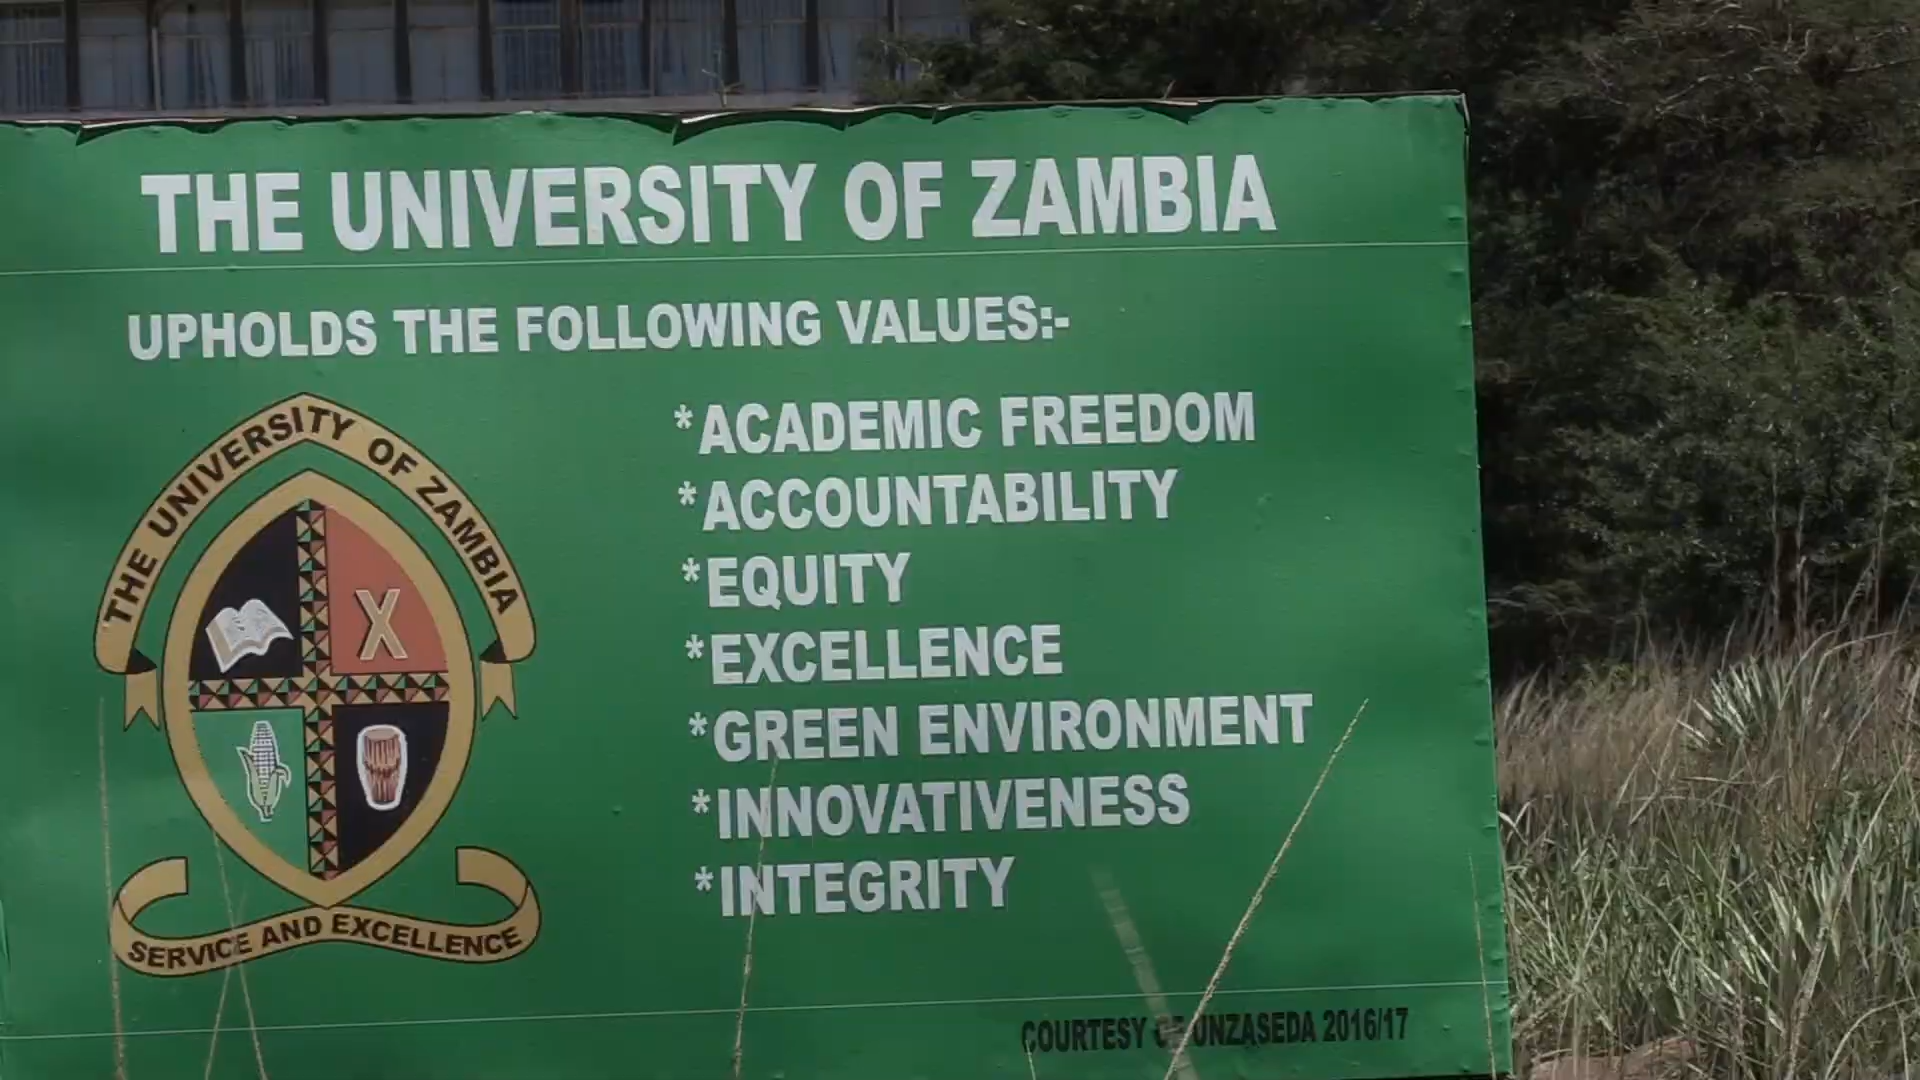 THE UNIVERSITY OF ZAMBIA
UPHOLDS THE FOLLOWING VALUES:-
THE UNIVERSITY OF ZAMBIA
X
SERVICE AND EXCELLENCE
*ACADEMIC FREEDOM
*ACCOUNTABILITY
*EQUITY
*EXCELLENCE
*GREEN ENVIRONMENT
*INNOVATIVENESS
*INTEGRITY
COURTESY OF UNZASEDA 2016/17